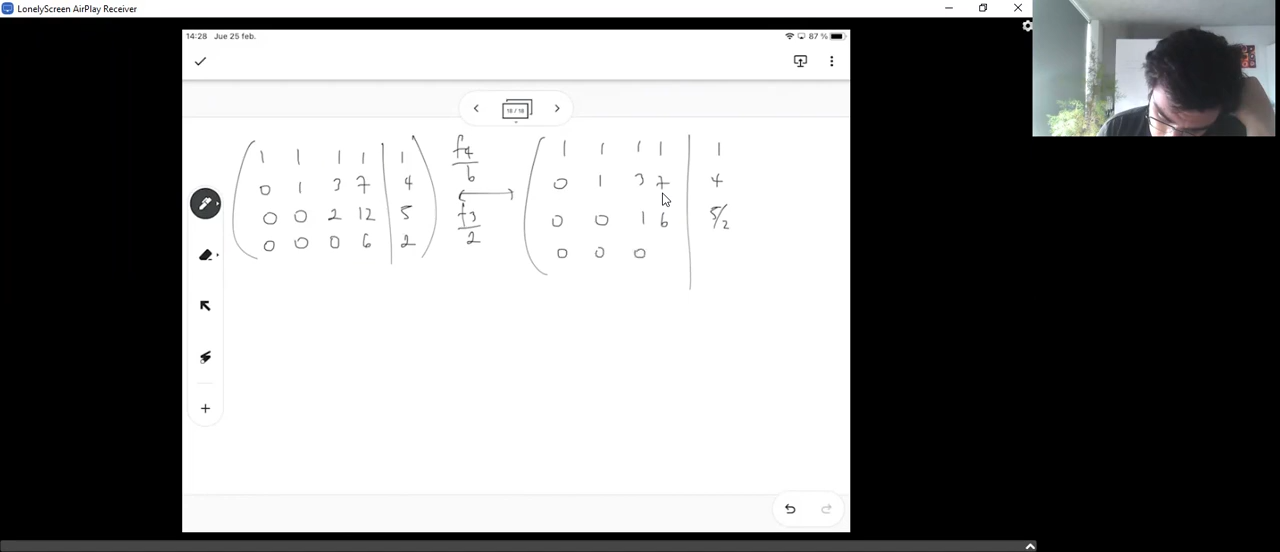 LonelyScreen AirPlay Receiver
14:28 Jue 25 feb.
87 %
18 / 18
1 1 1 1 | 1
0 1 3 7 | 4
0 0 2 12 | 5
0 0 0 6 | 2
f4
6
f3
2
1 1 1 1 | 1
0 1 3 7 | 4
0 0 1 6 | 5/2
0 0 0